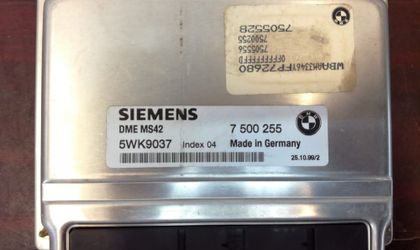 7505528
7500255
7505556
0FFFFFFFFD
SIEMENS
DME MS42
7 500 255
5WK9037 Index 04 Made in Germany
25.10.99/2